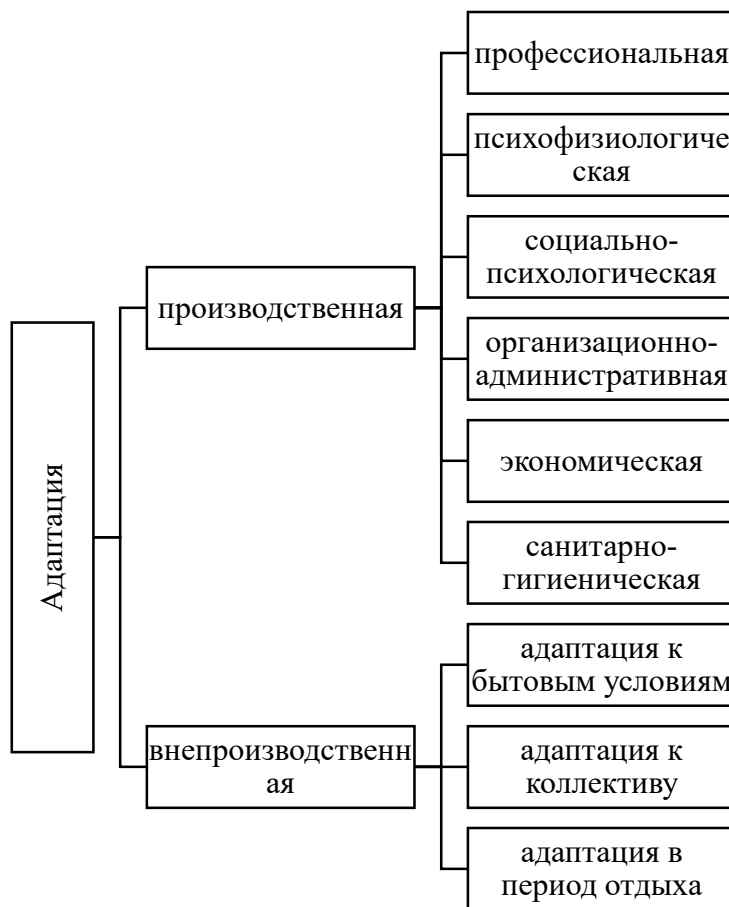 Адаптация
производственная
профессиональная
психофизиологиче
ская
социально-
психологическая
организационно-
административная
экономическая
санитарно-
гигиеническая
внепроизводственн
ая
адаптация к
бытовым условиям
адаптация к
коллективу
адаптация в
период отдыха